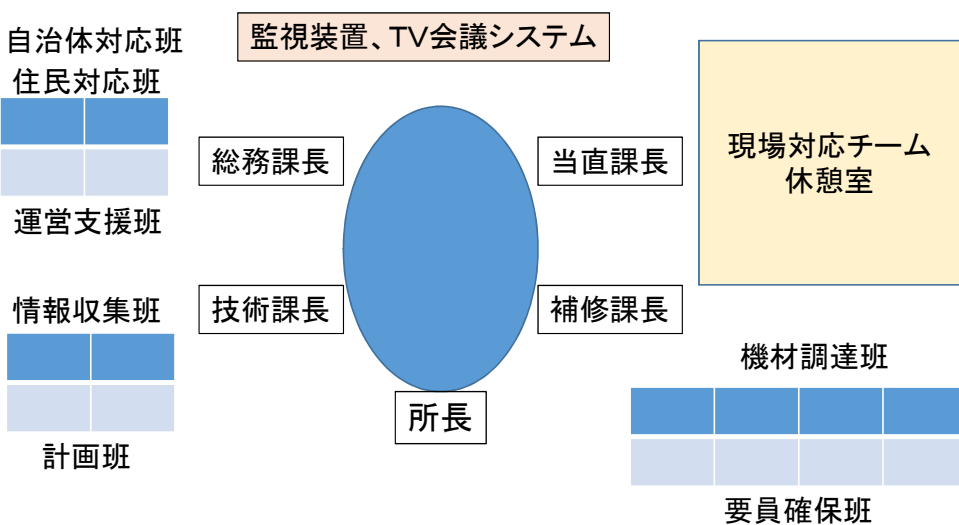 監視装置、TV会議システム
自治体対応班
住民対応班
運営支援班
総務課長
当直課長
現場対応チーム
休憩室
情報収集班
計画班
技術課長
補修課長
所長
機材調達班
要員確保班